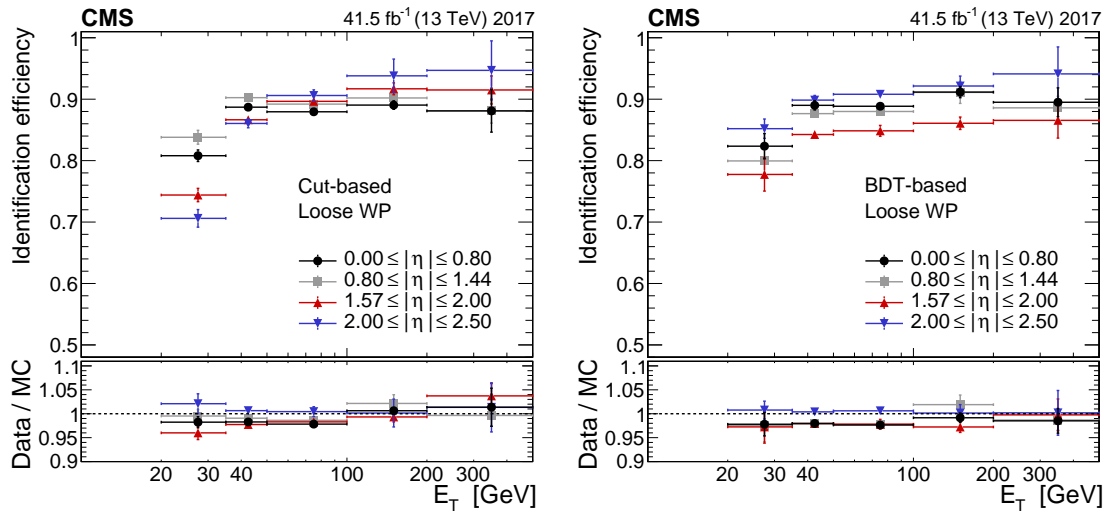 CMS
41.5 fb⁻¹ (13 TeV) 2017
Identification efficiency
1
0.9
0.8
0.7
0.6
0.5
Cut-based
Loose WP
0.00 ≤ | η | ≤ 0.80
0.80 ≤ | η | ≤ 1.44
1.57 ≤ | η | ≤ 2.00
2.00 ≤ | η | ≤ 2.50
Data / MC
1.1
1.05
1
0.95
0.9
20 30 40 100 200 300
E_T [GeV]
CMS
41.5 fb⁻¹ (13 TeV) 2017
Identification efficiency
1
0.9
0.8
0.7
0.6
0.5
BDT-based
Loose WP
0.00 ≤ | η | ≤ 0.80
0.80 ≤ | η | ≤ 1.44
1.57 ≤ | η | ≤ 2.00
2.00 ≤ | η | ≤ 2.50
Data / MC
1.1
1.05
1
0.95
0.9
20 30 40 100 200 300
E_T [GeV]